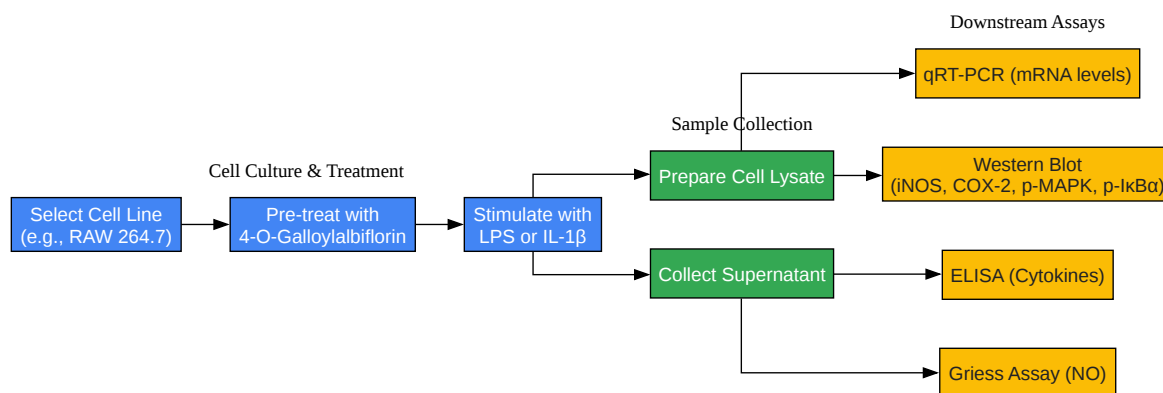 Downstream Assays
qRT-PCR (mRNA levels)
Sample Collection
Prepare Cell Lysate
Western Blot
(iNOS, COX-2, p-MAPK, p-IκBα)
Cell Culture & Treatment
Select Cell Line
(e.g., RAW 264.7)
Pre-treat with
4-O-Galloylalbiflorin
Stimulate with
LPS or IL-1β
Collect Supernatant
ELISA (Cytokines)
Griess Assay (NO)